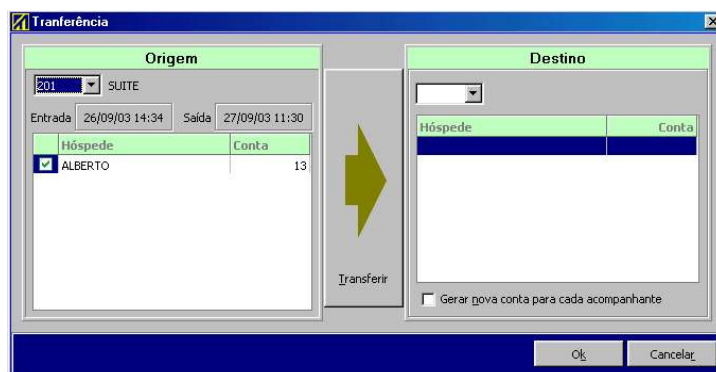 Tranferência
Origem
201 SUITE
Entrada 26/09/03 14:34 Saída 27/09/03 11:30
Hóspede Conta
ALBERTO 13
Transferir
Destino
Hóspede Conta
Gerar nova conta para cada acompanhante
Ok Cancelar